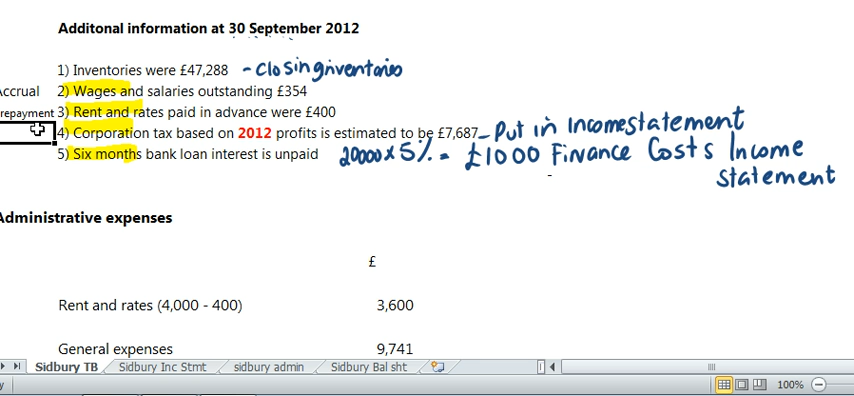 Additonal information at 30 September 2012
1) Inventories were £47,288 - closing inventories
Accrual 2) Wages and salaries outstanding £354
repayment 3) Rent and rates paid in advance were £400
4) Corporation tax based on 2012 profits is estimated to be £7,687 - Put in Income statement
5) Six months bank loan interest is unpaid 20000 x 5% = £1000 Finance Costs Income
Statement
Administrative expenses
£
Rent and rates (4,000 - 400) 3,600
General expenses 9,741
Sidbury TB Sidbury Inc Stmt sidbury admin Sidbury Bal sht
y 100%